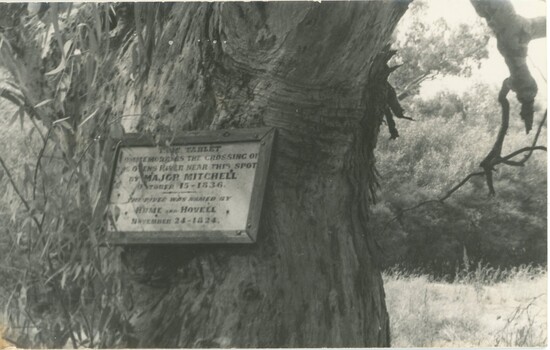 THIS TABLET
COMMEMORATES THE CROSSING OF
OVENS RIVER NEAR THIS SPOT
BY MAJOR MITCHELL
OCTOBER 15-1836.
THE RIVER WAS NAMED BY
HUME AND HOVELL
NOVEMBER 24-1824.